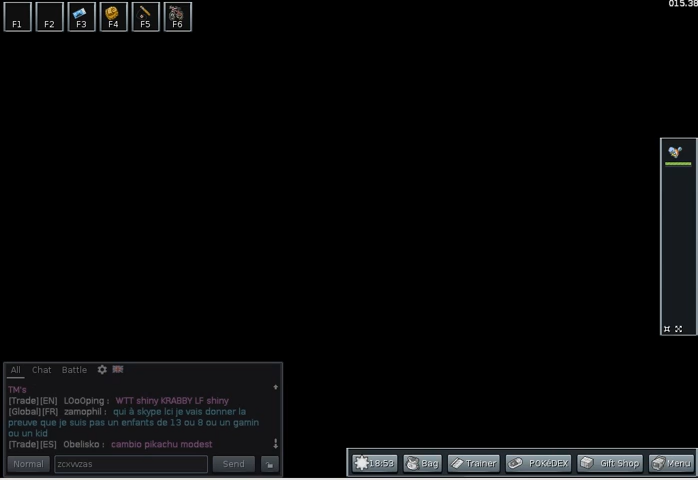 015.38
F1 F2 F3 F4 F5 F6
All Chat Battle
TM's
[Trade][EN] LOoOping : WTT shiny KRABBY LF shiny
[Global][FR] zamophil : qui à skype Ici je vais donner la
preuve que je suis pas un enfants de 13 ou 8 ou un gamin
ou un kid
[Trade][ES] Obelisko : cambio pikachu modest
Normal zcxvvzas Send
18:53 Bag Trainer POKéDEX Gift Shop Menu